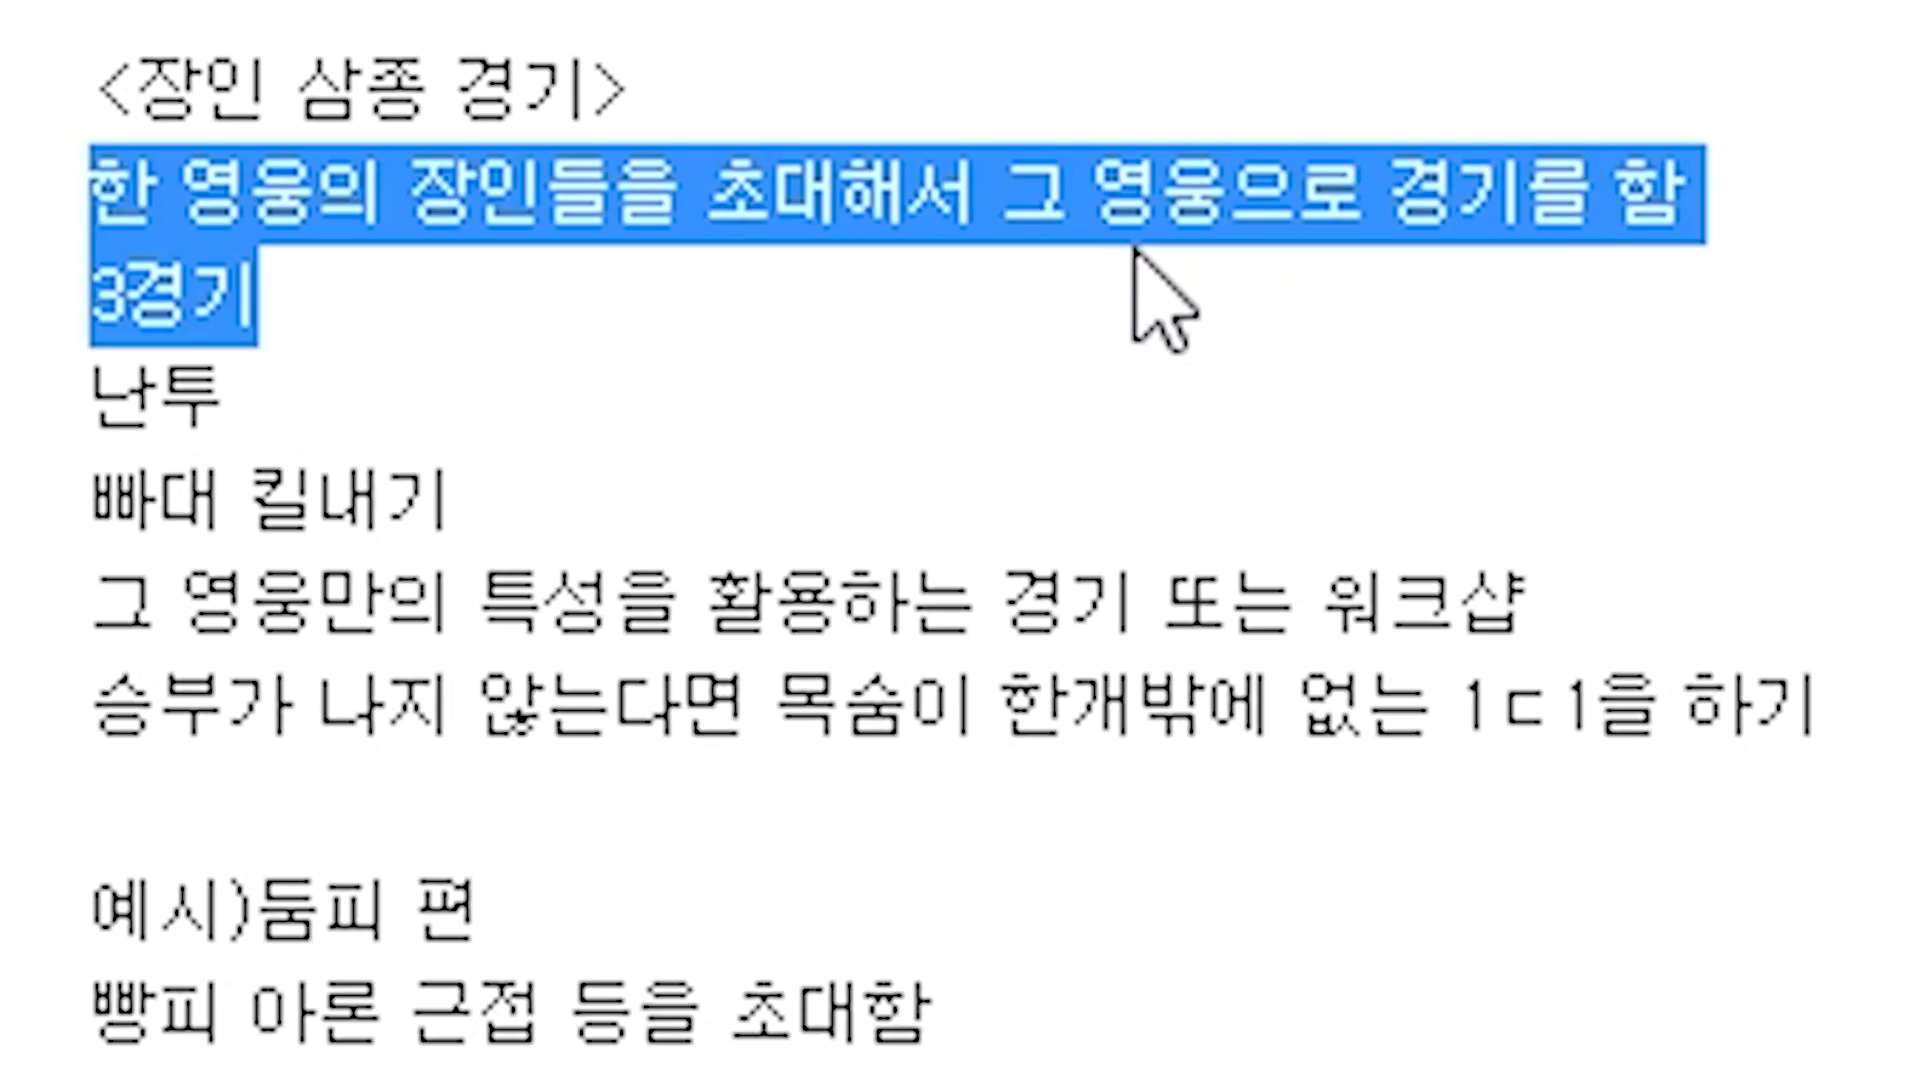 <장인 삼종 경기>
한 영웅의 장인들을 초대해서 그 영웅으로 경기를 함
3경기
난투
빠대 킬내기
그 영웅만의 특성을 활용하는 경기 또는 워크샵
승부가 나지 않는다면 목숨이 한개밖에 없는 1ㄷ1을 하기
예시)둠피 편
빵피 아론 근접 등을 초대함